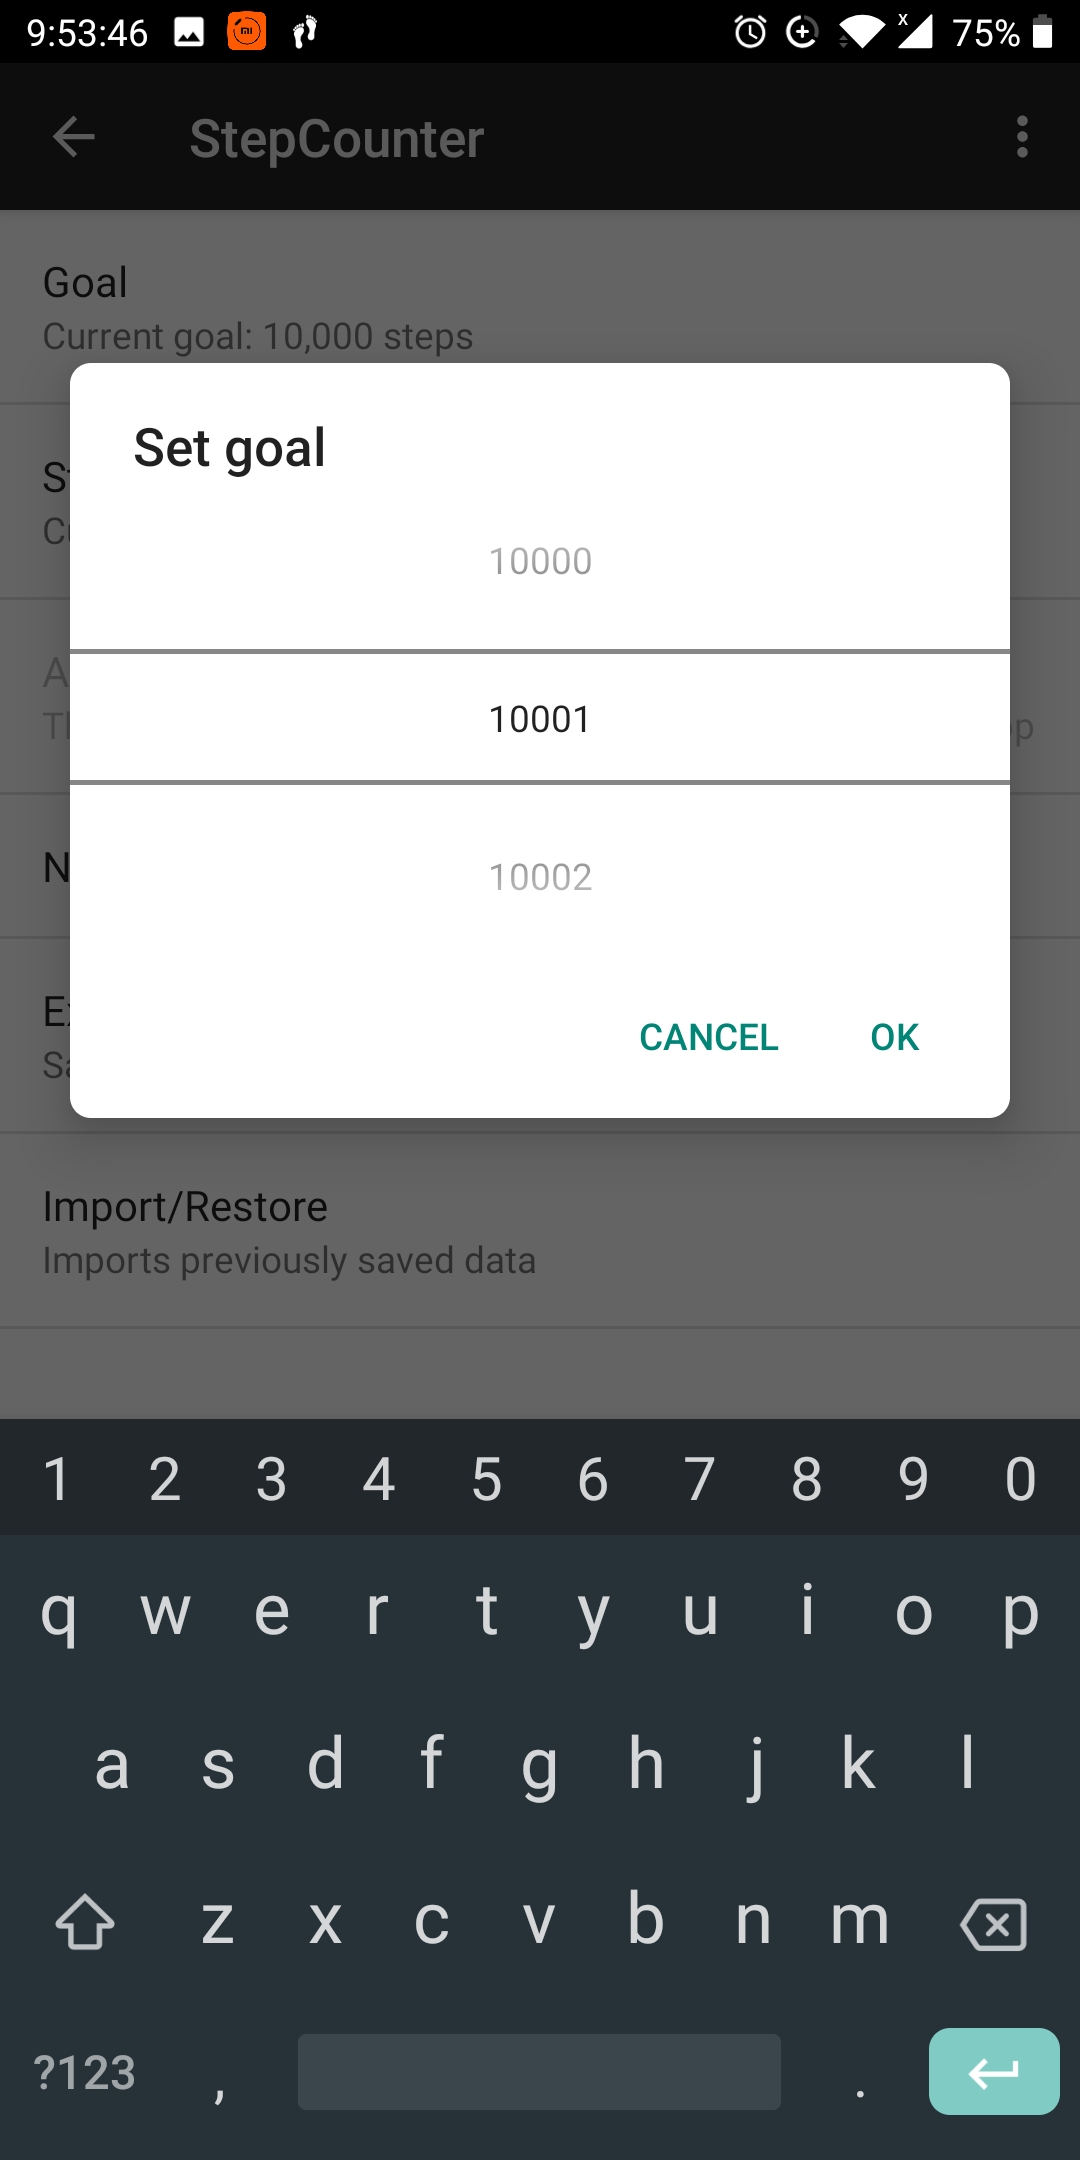 9:53:46 75%
StepCounter
Goal
Current goal: 10,000 steps
Set goal
10000
10001
10002
CANCEL OK
Import/Restore
Imports previously saved data
1 2 3 4 5 6 7 8 9 0
q w e r t y u i o p
a s d f g h j k l
z x c v b n m
?123 , .